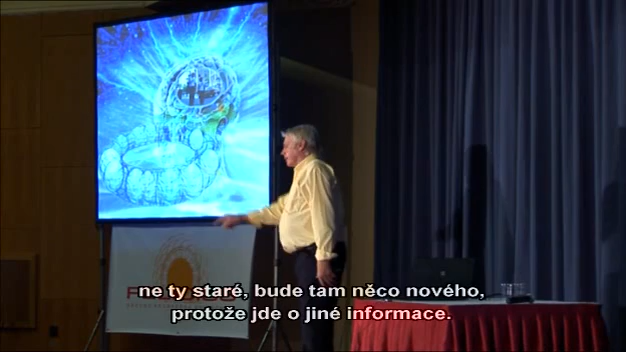 ne ty staré, bude tam něco nového,
protože jde o jiné informace.